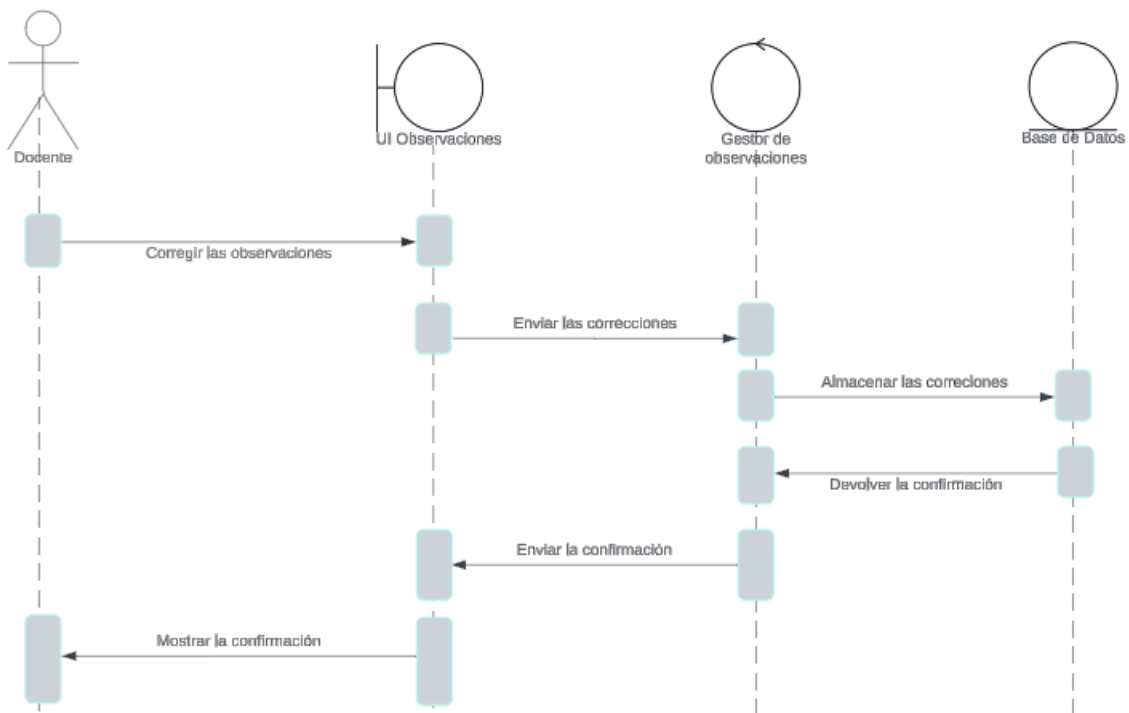 Docente
UI Observaciones
Gestor de
observaciones
Base de Datos
Corregir las observaciones
Enviar las correcciones
Almacenar las correciones
Devolver la confirmación
Enviar la confirmación
Mostrar la confirmación